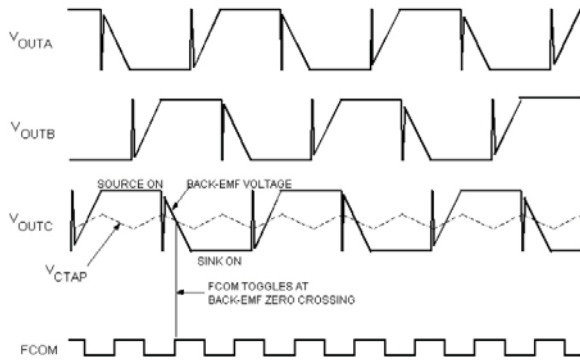 VOUTA
VOUTB
SOURCE ON
BACK-EMF VOLTAGE
VOUTC
VCTAP
SINK ON
FCOM TOGGLES AT
BACK-EMF ZERO CROSSING
FCOM